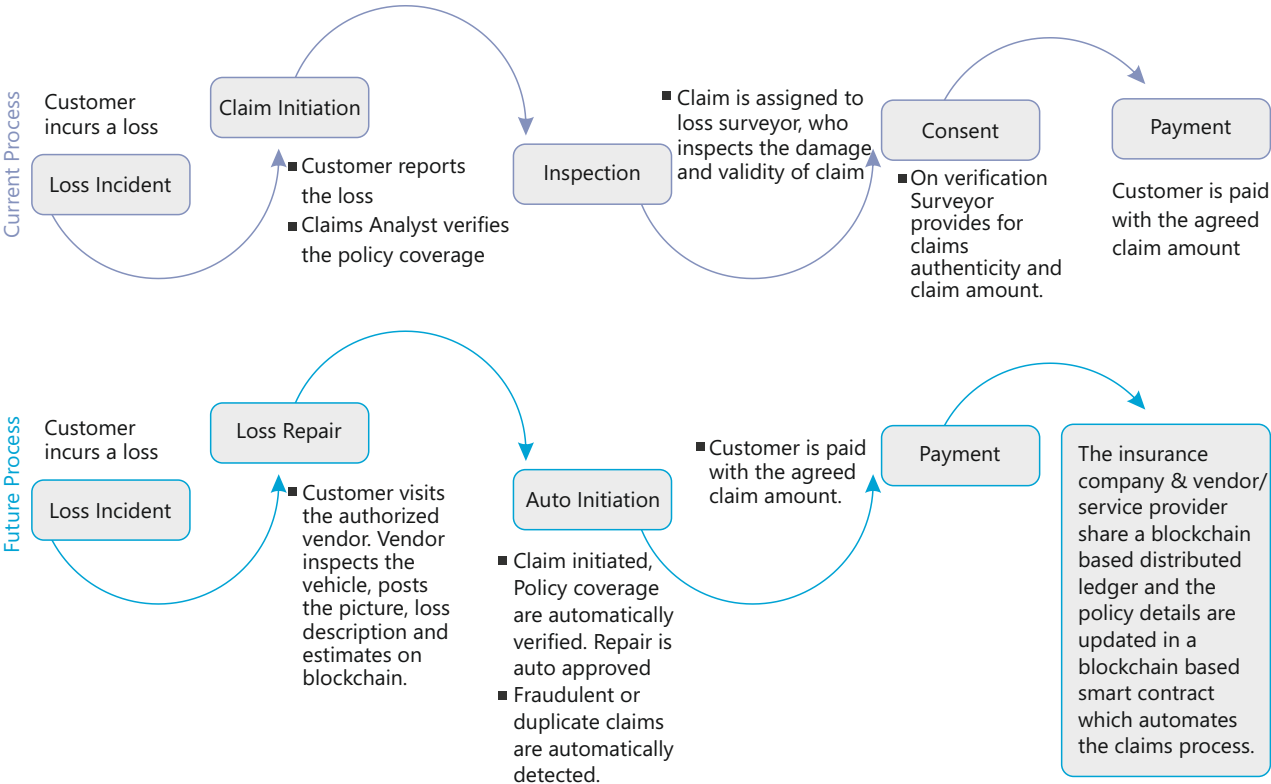 Current Process
Customer
incurs a loss
Loss Incident
Claim Initiation
■ Customer reports
the loss
■ Claims Analyst verifies
the policy coverage
Inspection
■ Claim is assigned to
loss surveyor, who
inspects the damage
and validity of claim
Consent
■ On verification
Surveyor
provides for
claims
authenticity and
claim amount.
Payment
Customer is paid
with the agreed
claim amount
Future Process
Customer
incurs a loss
Loss Incident
Loss Repair
■ Customer visits
the authorized
vendor. Vendor
inspects the
vehicle, posts
the picture, loss
description and
estimates on
blockchain.
Auto Initiation
■ Claim initiated,
Policy coverage
are automatically
verified. Repair is
auto approved
■ Fraudulent or
duplicate claims
are automatically
detected.
■ Customer is paid
with the agreed
claim amount.
Payment
The insurance
company & vendor/
service provider
share a blockchain
based distributed
ledger and the
policy details are
updated in a
blockchain based
smart contract
which automates
the claims process.